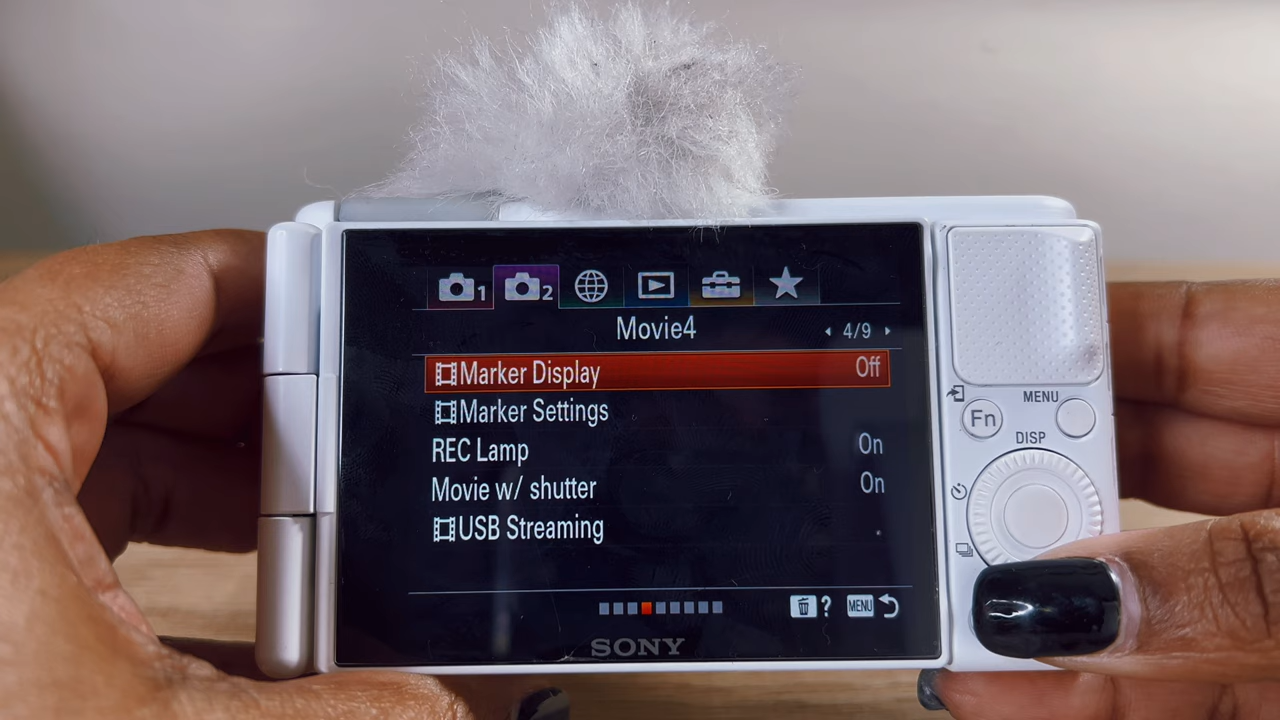 1 2
Movie4 4/9
Marker Display Off
Marker Settings
REC Lamp On
Movie w/ shutter On
USB Streaming
? MENU
SONY
MENU
Fn
DISP